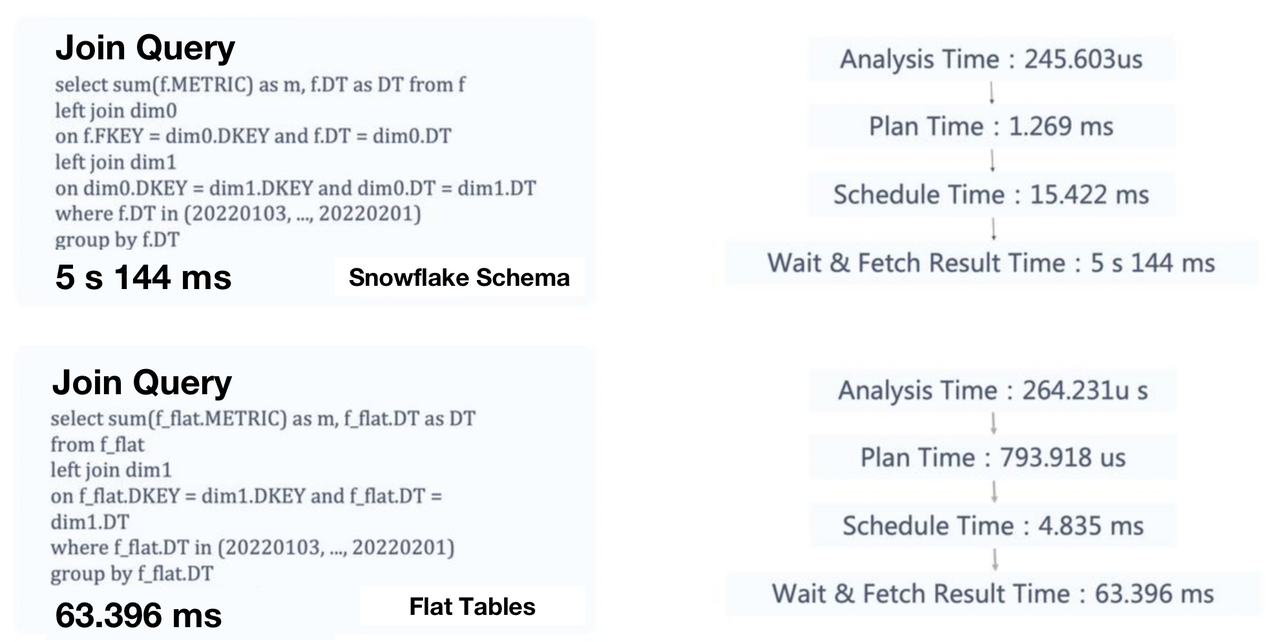 Join Query
select sum(f.METRIC) as m, f.DT as DT from f
left join dim0
on f.FKEY = dim0.DKEY and f.DT = dim0.DT
left join dim1
on dim0.DKEY = dim1.DKEY and dim0.DT = dim1.DT
where f.DT in (20220103, ..., 20220201)
group by f.DT
5 s 144 ms
Snowflake Schema
Analysis Time : 245.603us
Plan Time : 1.269 ms
Schedule Time : 15.422 ms
Wait & Fetch Result Time : 5 s 144 ms
Join Query
select sum(f_flat.METRIC) as m, f_flat.DT as DT
from f_flat
left join dim1
on f_flat.DKEY = dim1.DKEY and f_flat.DT =
dim1.DT
where f_flat.DT in (20220103, ..., 20220201)
group by f_flat.DT
63.396 ms
Flat Tables
Analysis Time : 264.231u s
Plan Time : 793.918 us
Schedule Time : 4.835 ms
Wait & Fetch Result Time : 63.396 ms